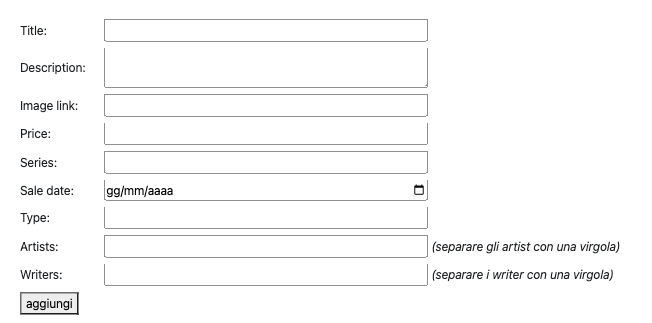 Title:
Description:
Image link:
Price:
Series:
Sale date: gg/mm/aaaa
Type:
Artists: (separare gli artist con una virgola)
Writers: (separare i writer con una virgola)
aggiungi